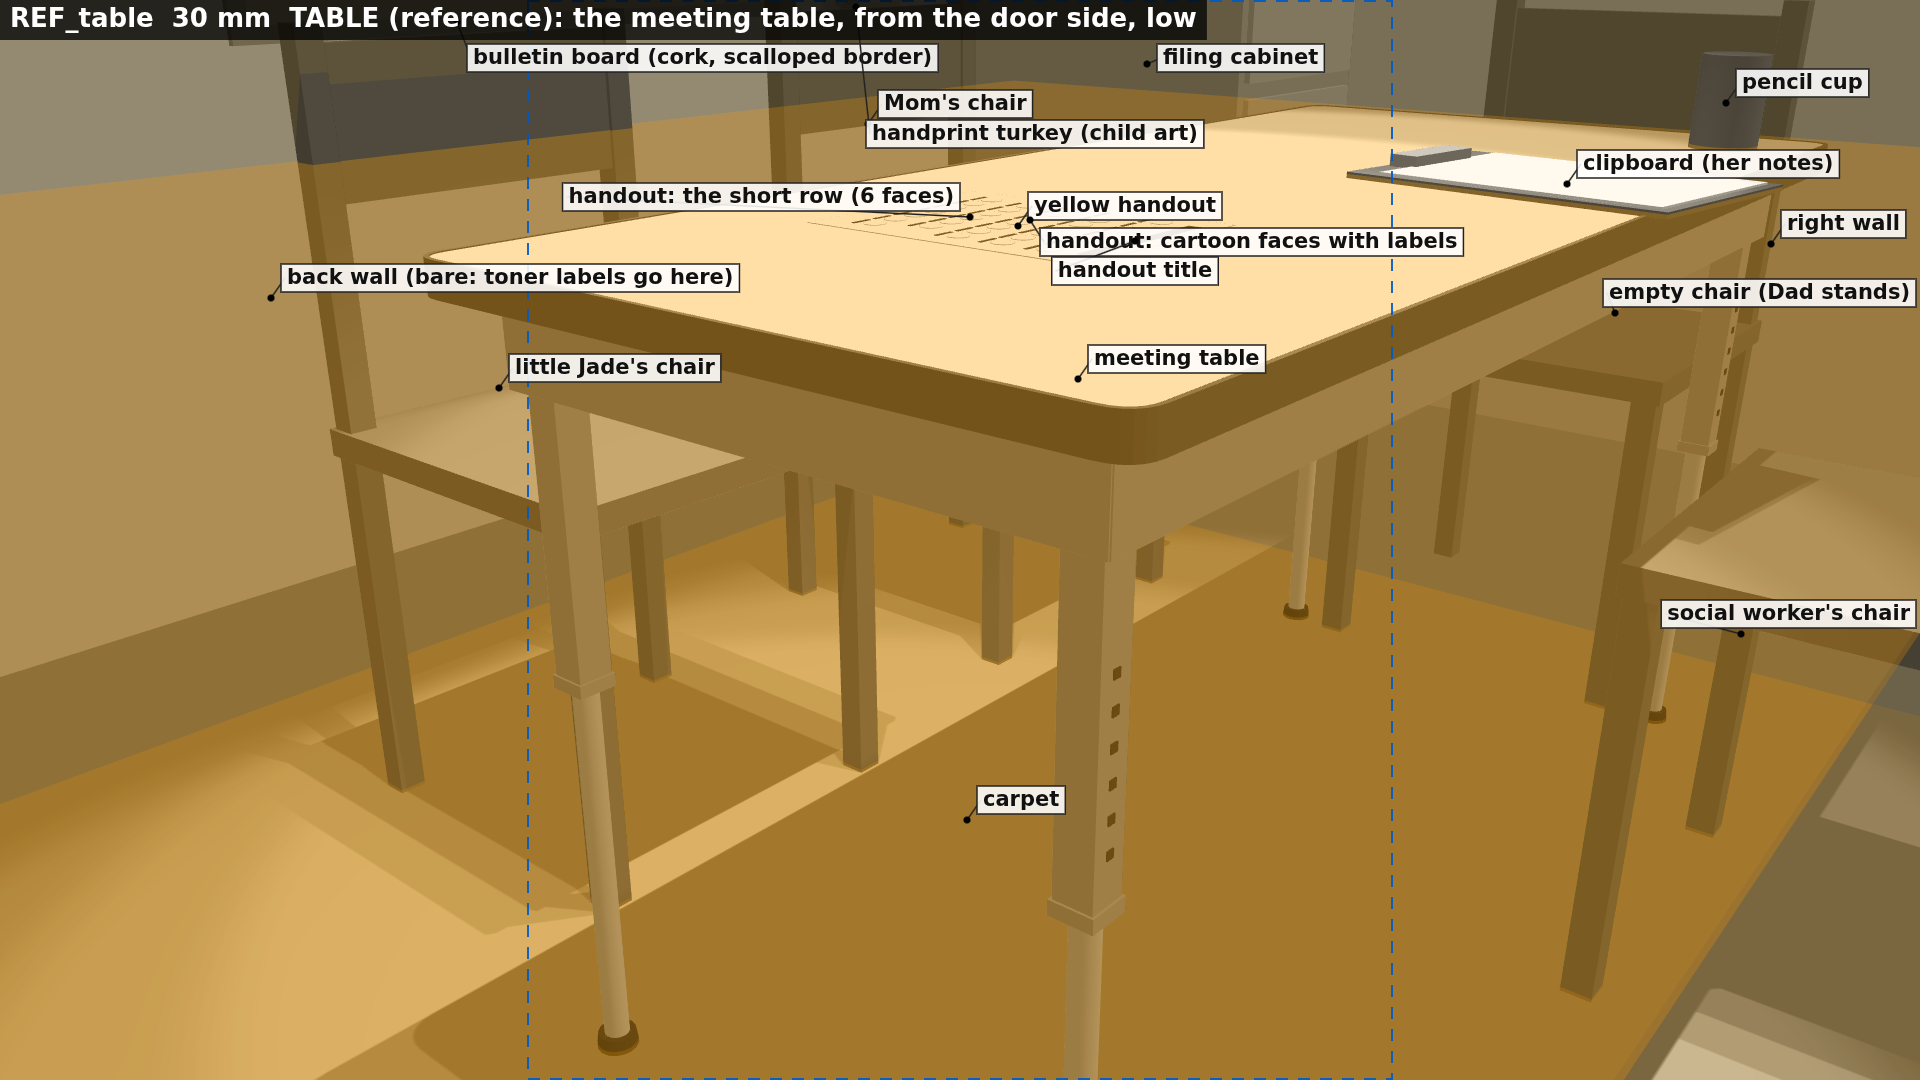 REF_table 30 mm TABLE (reference): the meeting table, from the door side, low
bulletin board (cork, scalloped border)
filing cabinet
pencil cup
Mom's chair
handprint turkey (child art)
clipboard (her notes)
handout: the short row (6 faces)
yellow handout
right wall
handout: cartoon faces with labels
handout title
back wall (bare: toner labels go here)
empty chair (Dad stands)
meeting table
little Jade's chair
social worker's chair
carpet